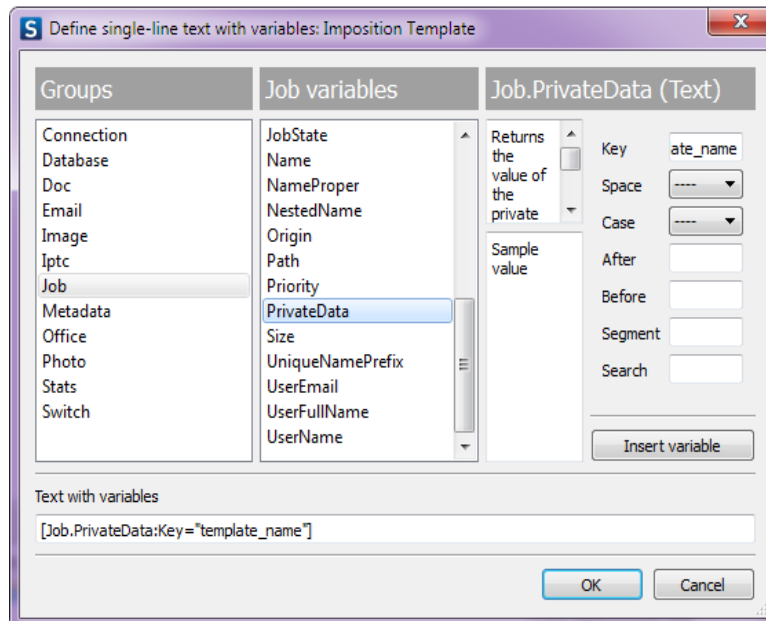 S Define single-line text with variables: Imposition Template
x
Groups
Job variables
Job.PrivateData (Text)
Connection
Database
Doc
Email
Image
Iptc
Job
Metadata
Office
Photo
Stats
Switch
JobState
Name
NameProper
NestedName
Origin
Path
Priority
PrivateData
Size
UniqueNamePrefix
UserEmail
UserFullName
UserName
Returns
the
value of
the
private
Sample
value
Key ate_name
Space ----
Case ----
After
Before
Segment
Search
Insert variable
Text with variables
[Job.PrivateData:Key="template_name"]
OK Cancel